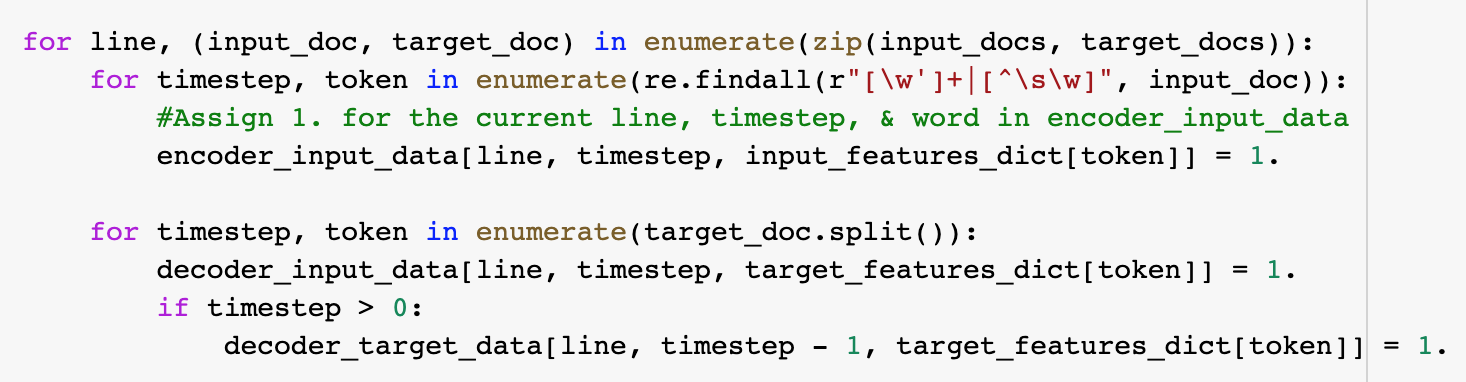 for line, (input_doc, target_doc) in enumerate(zip(input_docs, target_docs)):
    for timestep, token in enumerate(re.findall(r"[\w']+|[^\s\w]", input_doc)):
        #Assign 1. for the current line, timestep, & word in encoder_input_data
        encoder_input_data[line, timestep, input_features_dict[token]] = 1.

    for timestep, token in enumerate(target_doc.split()):
        decoder_input_data[line, timestep, target_features_dict[token]] = 1.
        if timestep > 0:
            decoder_target_data[line, timestep - 1, target_features_dict[token]] = 1.